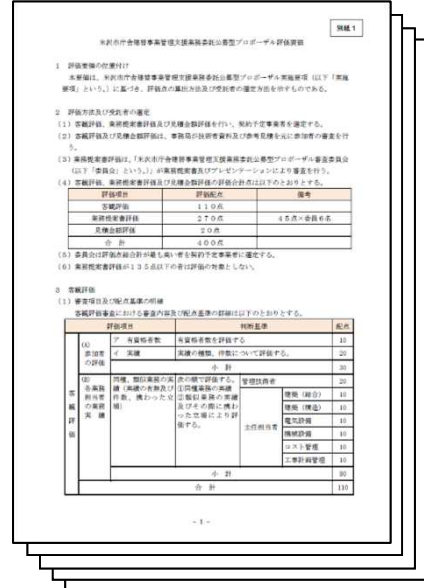 別紙1
米沢市庁舎建替事業管理支援業務委託公募型プロポーザル評価要領
1 評価要領の位置付け
本要領は、米沢市庁舎建替事業管理支援業務委託公募型プロポーザル実施要領(以下「実施
要領」という。)に基づき、評価点の算出方法及び受託者の選定方法を示すものである。
2 評価方法及び受託者の選定
(1)客観評価、業務提案書評価及び見積金額評価を行い、契約予定事業者を選定する。
(2)客観評価及び見積金額評価は、事務局が技術者資料及び参考見積を元に参加者の審査を行
う。
(3)業務提案書評価は、「米沢市庁舎建替事業管理支援業務委託公募型プロポーザル審査委員会
(以下「委員会」という。)」が業務提案書及びプレゼンテーションにより審査を行う。
(4)客観評価、業務提案書評価及び見積金額評価の評価合計点は以下のとおりとする。
評価項目 評価配点 備考
客観評価 110点
業務提案書評価 270点 45点×委員6名
見積金額評価 20点
合 計 400点
(5)委員会は評価点総合計が最も高い者を契約予定事業者に選定する。
(6)業務提案書評価が135点以下の者は評価の対象としない。
3 客観評価
(1)審査項目及び配点基準の明細
客観評価審査における審査内容及び配点基準の詳細は以下のとおりとする。
評価項目 判断基準 配点
客観評価
(A)参加者の評価
ア 有資格者数 有資格者数を評価する 10
イ 実績 実績の種類、件数について評価する。 20
小 計 30
(B)各業務担当者の業務実績
同種、類似業務の実績(実績の有無及び件数、携わった立場)
次の順で評価する。①同種業務の実績②類似業務の実績及びその際に携わった立場により評価する。
管理技術者 20
主任担当者
建築(総合) 10
建築(構造) 10
電気設備 10
機械設備 10
コスト管理 10
工事計画管理 10
小 計 80
合 計 110
- 1 -